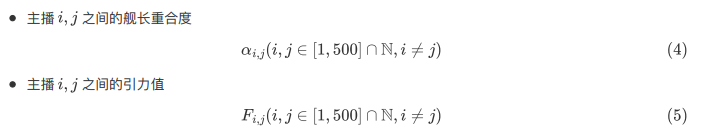 • 主播 i, j 之间的舰长重合度
α_{i,j}(i, j ∈ [1, 500] ∩ ℕ, i ≠ j) (4)
• 主播 i, j 之间的引力值
F_{i,j}(i, j ∈ [1, 500] ∩ ℕ, i ≠ j) (5)